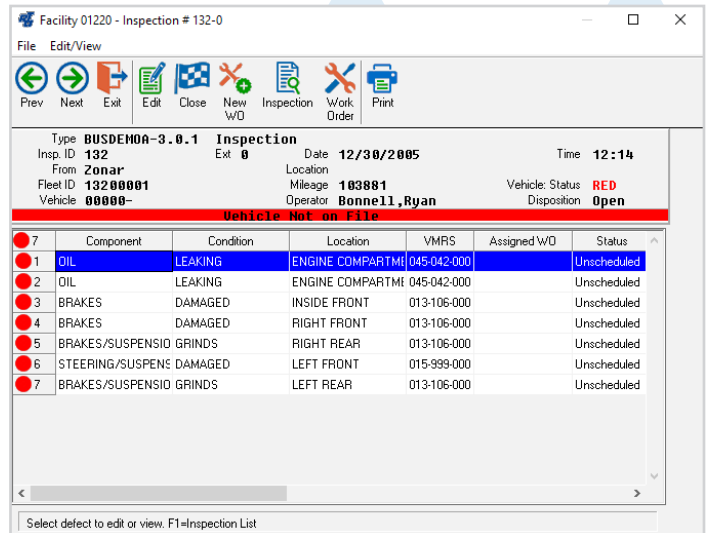 Facility 01220 - Inspection # 132-0
File Edit/View
Prev Next Exit Edit Close New WO Inspection Work Order Print
Type BUSDEMOA-3.0.1 Inspection
Insp. ID 132 Ext 0 Date 12/30/2005 Time 12:14
From Zonar Location
Fleet ID 13200001 Mileage 103881 Vehicle: Status RED
Vehicle 00000- Operator Bonnell,Ryan Disposition Open
Vehicle Not on File
7 Component Condition Location VMRS Assigned WO Status
1 OIL LEAKING ENGINE COMPARTME 045-042-000 Unscheduled
2 OIL LEAKING ENGINE COMPARTME 045-042-000 Unscheduled
3 BRAKES DAMAGED INSIDE FRONT 013-106-000 Unscheduled
4 BRAKES DAMAGED RIGHT FRONT 013-106-000 Unscheduled
5 BRAKES/SUSPENSIO GRINDS RIGHT REAR 013-106-000 Unscheduled
6 STEERING/SUSPENS DAMAGED LEFT FRONT 015-999-000 Unscheduled
7 BRAKES/SUSPENSIO GRINDS LEFT REAR 013-106-000 Unscheduled
Select defect to edit or view. F1=Inspection List